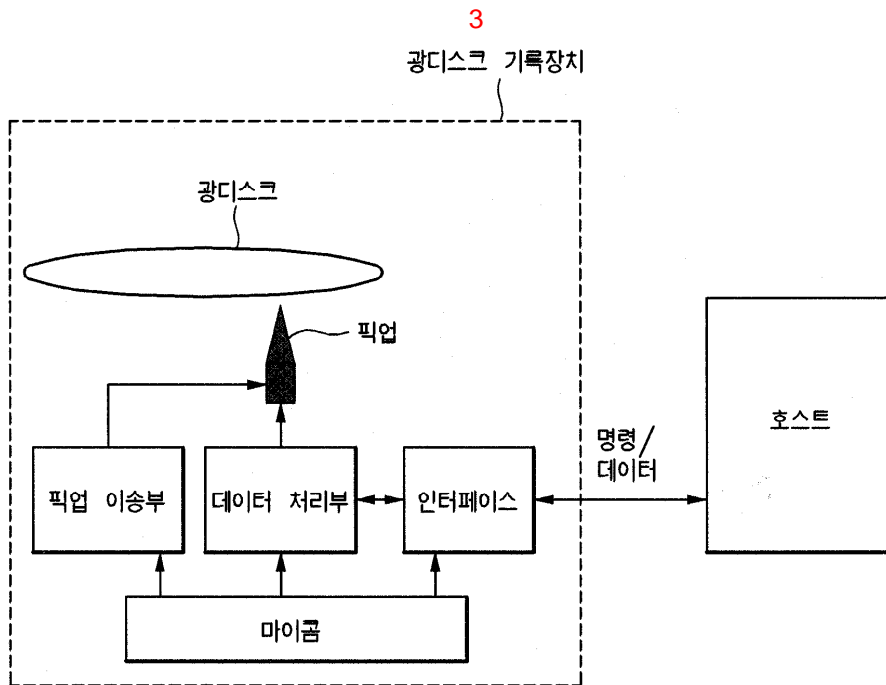 3
광디스크 기록장치
광디스크
픽업
호스트
명령/
데이터
픽업 이송부
데이터 처리부
인터페이스
마이콤